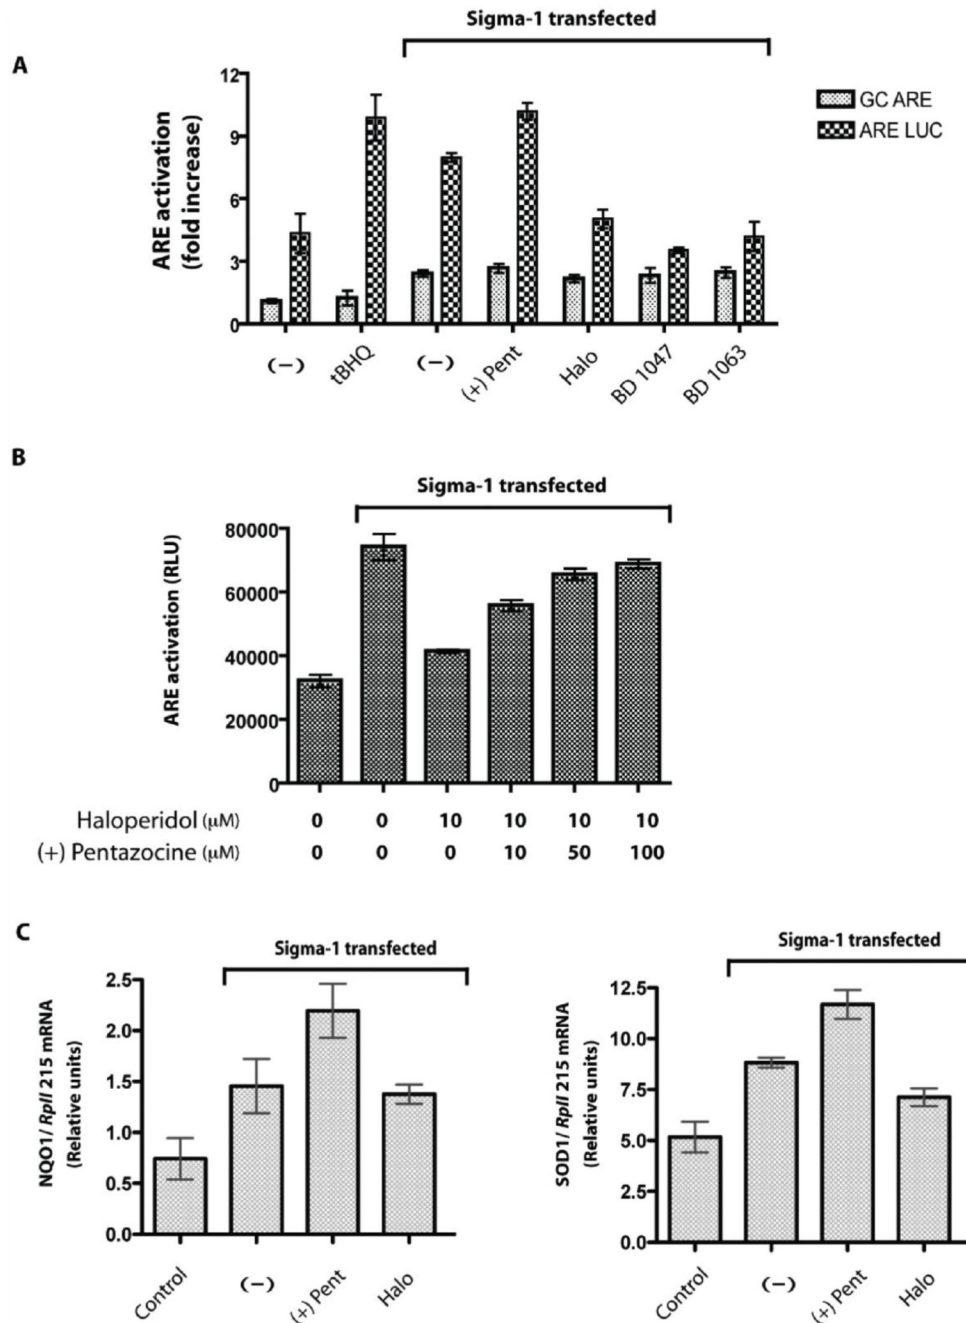 A
Sigma-1 transfected
ARE activation
(fold increase)
12
9
6
3
0
GC ARE
ARE LUC
(−)
tBHQ
(−)
(+) Pent
Halo
BD 1047
BD 1063
B
Sigma-1 transfected
ARE activation (RLU)
80000
60000
40000
20000
0
Haloperidol (μM) 0 0 10 10 10 10
(+) Pentazocine (μM) 0 0 0 10 50 100
C
Sigma-1 transfected
NQO1/ RpII 215 mRNA
(Relative units)
2.5
2.0
1.5
1.0
0.5
0.0
Control
(−)
(+) Pent
Halo
Sigma-1 transfected
SOD1/ RpII 215 mRNA
(Relative units)
12.5
10.0
7.5
5.0
2.5
0.0
Control
(−)
(+) Pent
Halo